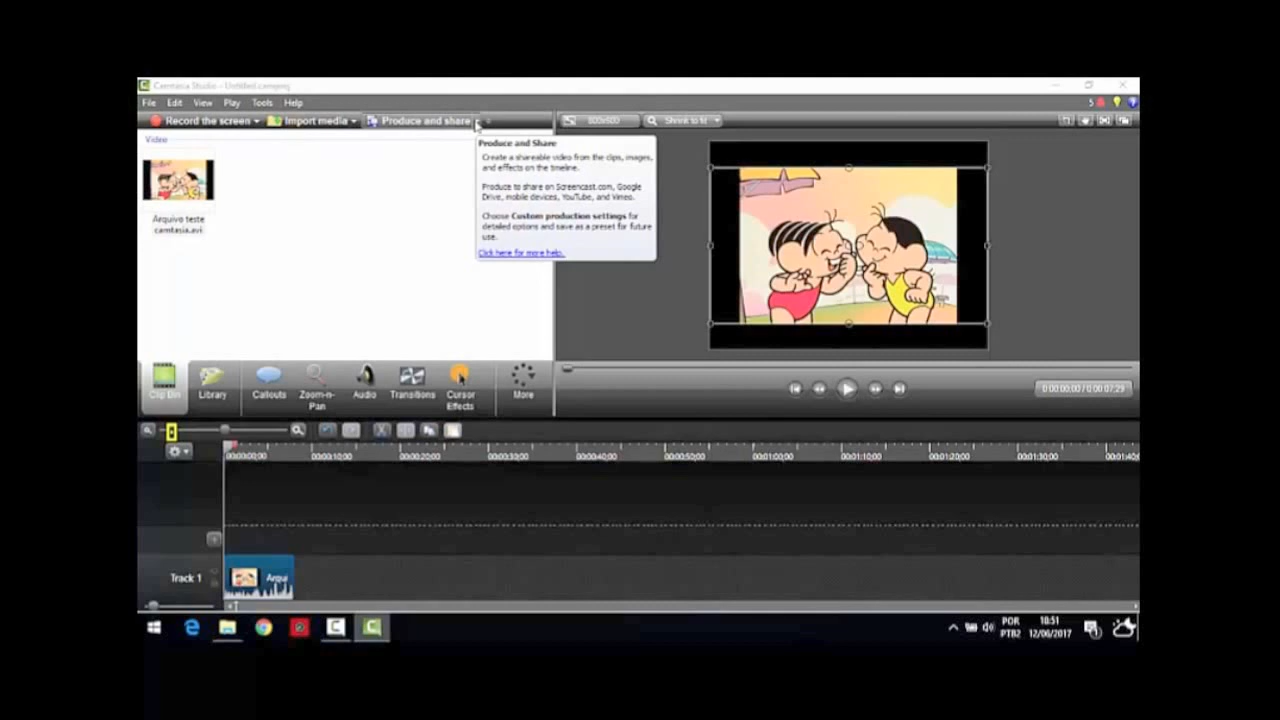 Camtasia Studio - Untitled.camproj
File Edit View Play Tools Help
5
Record the screen Import media Produce and share
800x600 Shrink to fit
Produce and Share
Create a shareable video from the clips, images,
and effects on the timeline.
Produce to share on Screencast.com, Google
Drive, mobile devices, YouTube, and Vimeo.
Choose Custom production settings for
detailed options and save as a preset for future
use.
Click here for more help.
Video
Arquivo teste
camtasia.avi
Clip Bin Library Callouts Zoom-n-
Pan Audio Transitions Cursor
Effects More
0:00:00;00 / 0:00:07;29
00:00:00;00 00:00:10;00 00:00:20;00 00:00:30;00 00:00:40;00 00:00:50;00 00:01:00;00 00:01:10;00 00:01:20;00 00:01:30;00 00:01:40;
Track 1
Arqui
POR
PTB2
18:51
12/06/2017